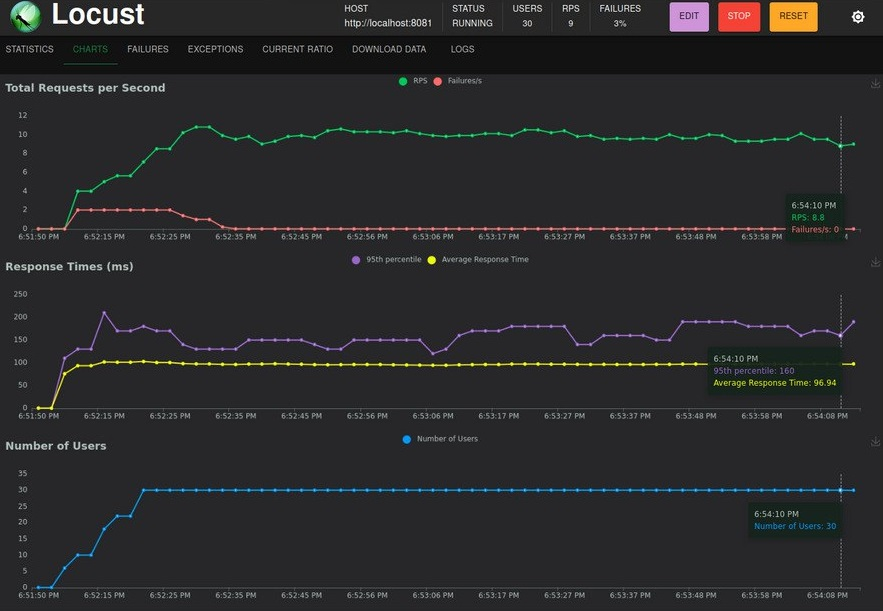 Locust
HOST
http://localhost:8081
STATUS
RUNNING
USERS
30
RPS
9
FAILURES
3%
EDIT
STOP
RESET
STATISTICS
CHARTS
FAILURES
EXCEPTIONS
CURRENT RATIO
DOWNLOAD DATA
LOGS
Total Requests per Second
RPS
Failures/s
12
10
8
6
4
2
0
6:51:50 PM
6:52:15 PM
6:52:25 PM
6:52:35 PM
6:52:45 PM
6:52:56 PM
6:53:06 PM
6:53:17 PM
6:53:27 PM
6:53:37 PM
6:53:48 PM
6:53:58 PM
6:54:10 PM
RPS: 8.8
Failures/s: 0
Response Times (ms)
95th percentile
Average Response Time
250
200
150
100
50
0
6:51:50 PM
6:52:15 PM
6:52:25 PM
6:52:35 PM
6:52:45 PM
6:52:56 PM
6:53:06 PM
6:53:17 PM
6:53:27 PM
6:53:37 PM
6:53:48 PM
6:53:58 PM
6:54:08 PM
6:54:10 PM
95th percentile: 160
Average Response Time: 96.94
Number of Users
Number of Users
35
30
25
20
15
10
5
0
6:51:50 PM
6:52:15 PM
6:52:25 PM
6:52:35 PM
6:52:45 PM
6:52:56 PM
6:53:06 PM
6:53:17 PM
6:53:27 PM
6:53:37 PM
6:53:48 PM
6:53:58 PM
6:54:08 PM
6:54:10 PM
Number of Users: 30